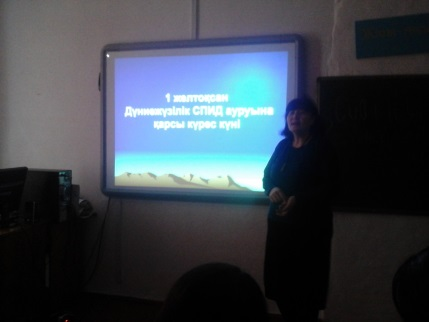 1 желтоқсан
Дүниежүзілік СПИД ауруына
қарсы күрес күні